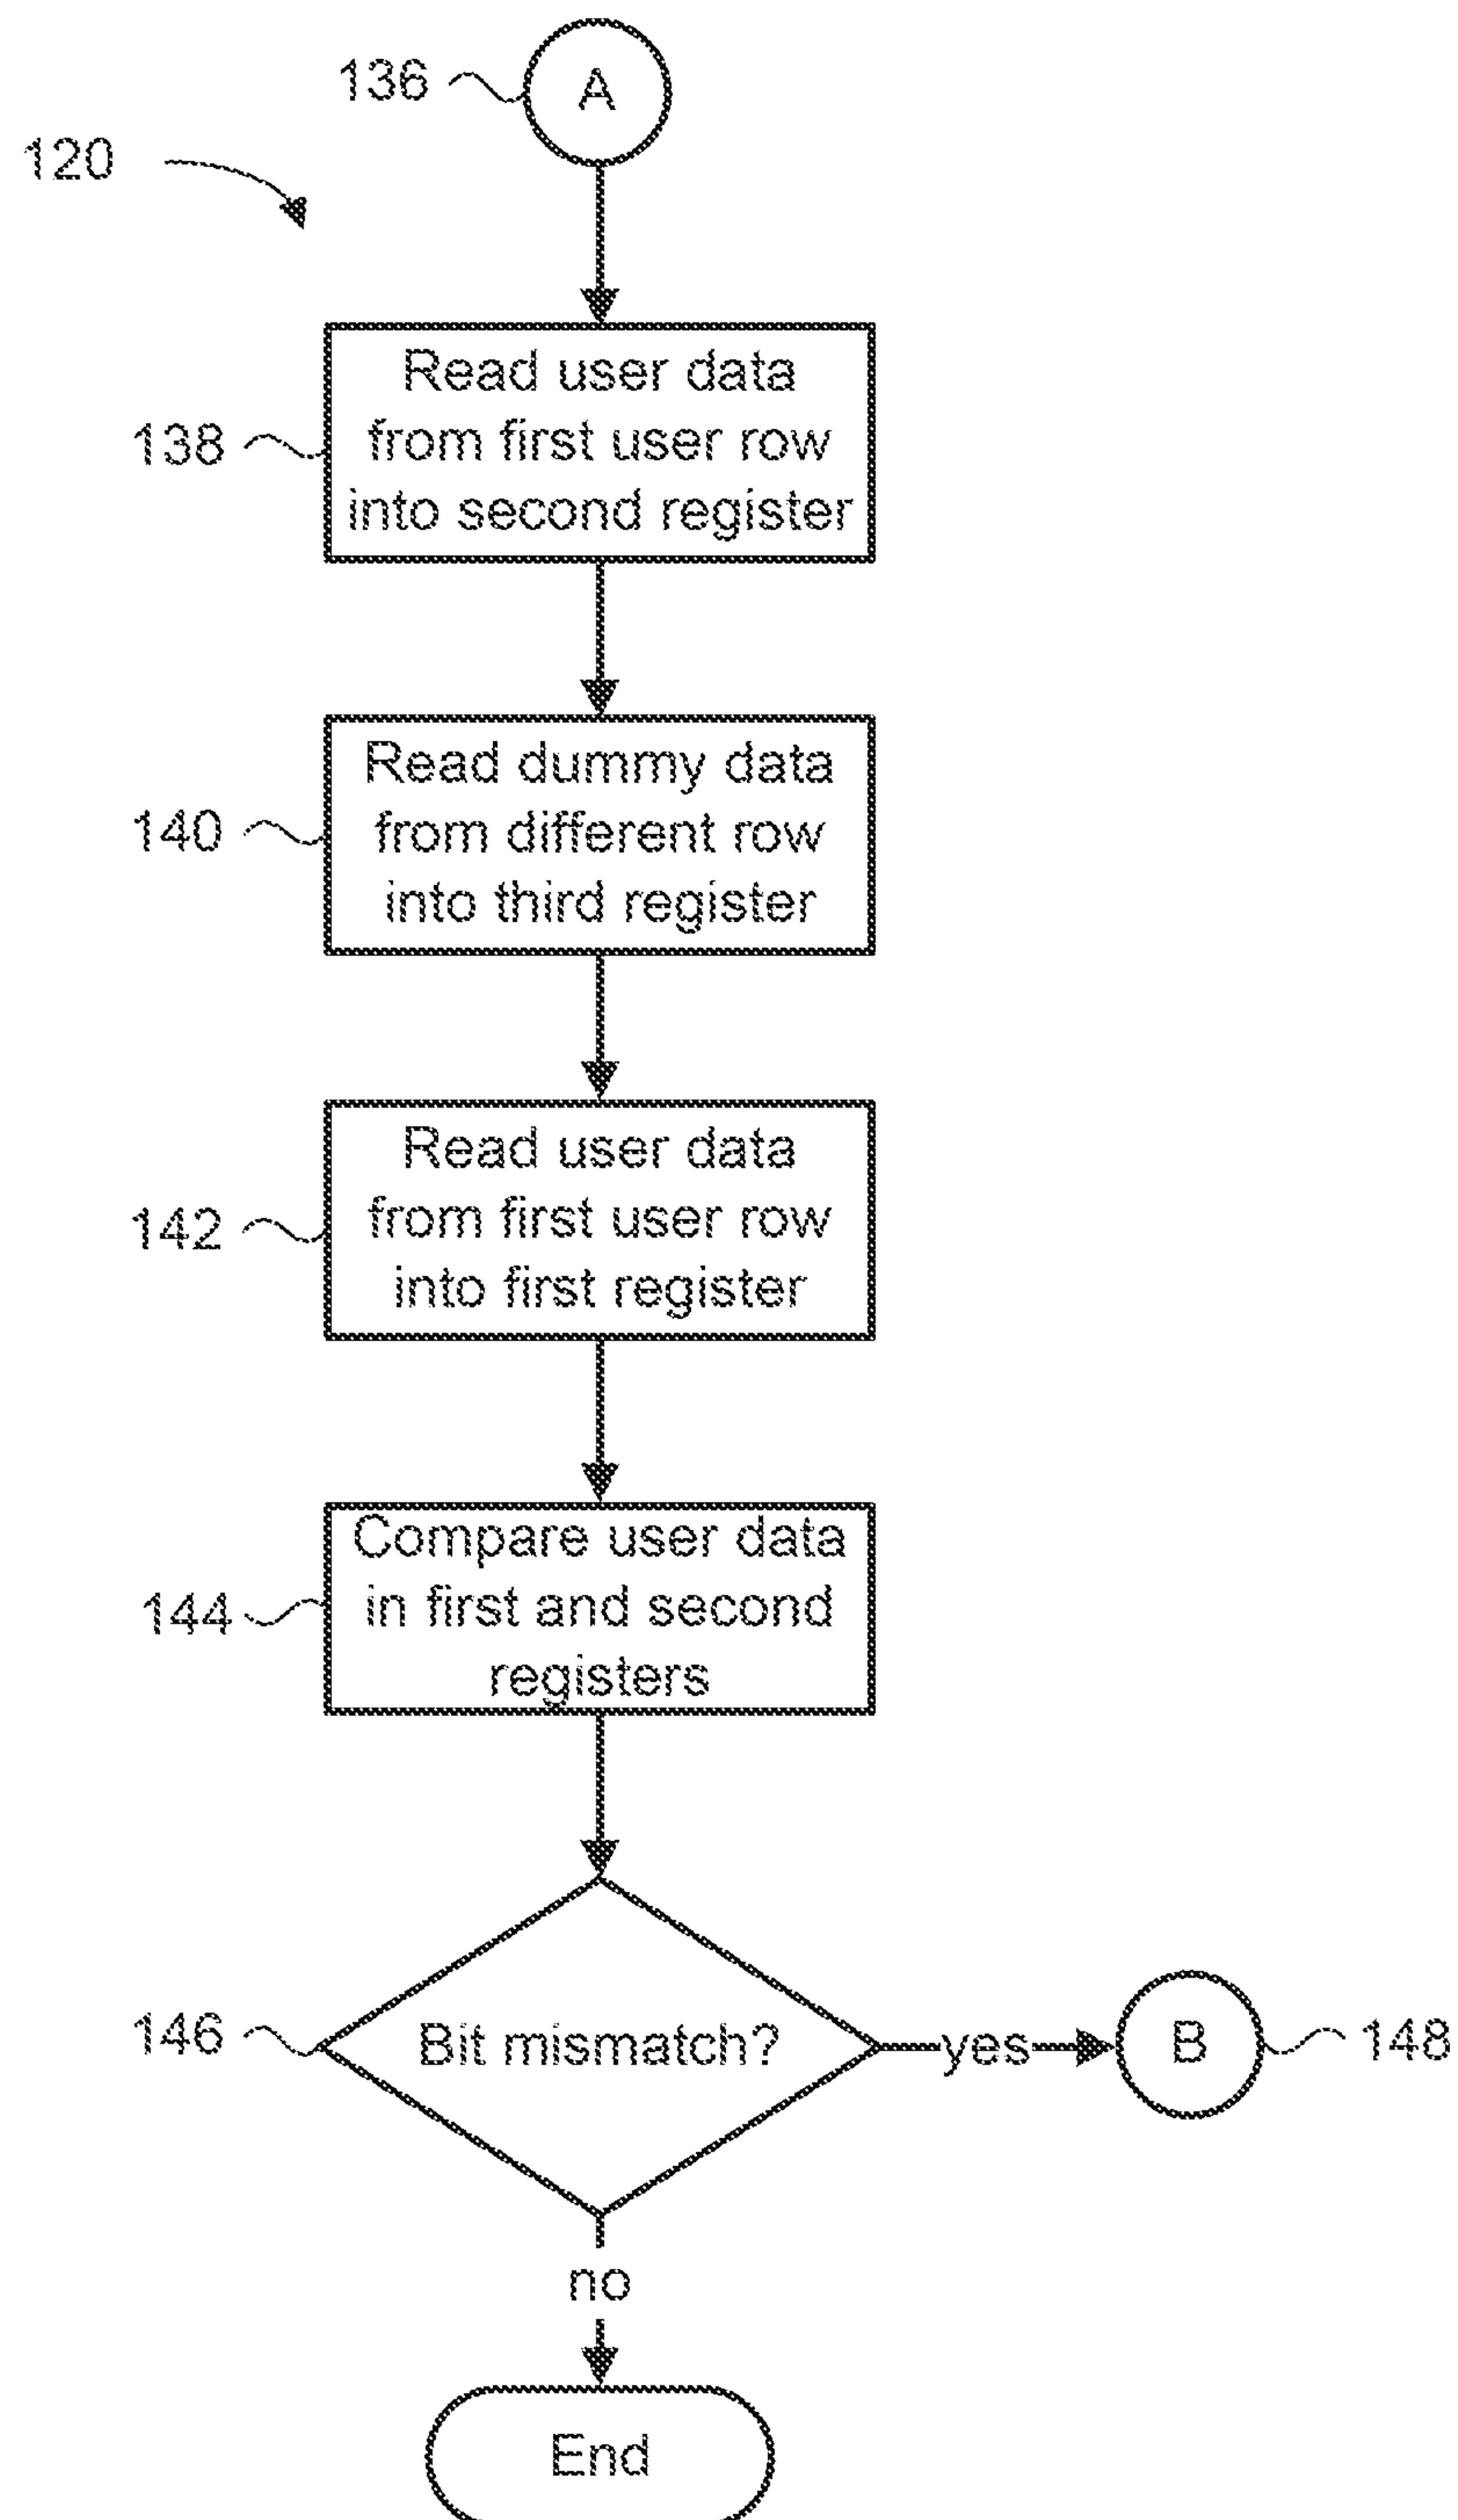 136
A
120
138
Read user data
from first user row
into second register
140
Read dummy data
from different row
into third register
142
Read user data
from first user row
into first register
144
Compare user data
in first and second
registers
146
Bit mismatch?
yes
B
148
no
End